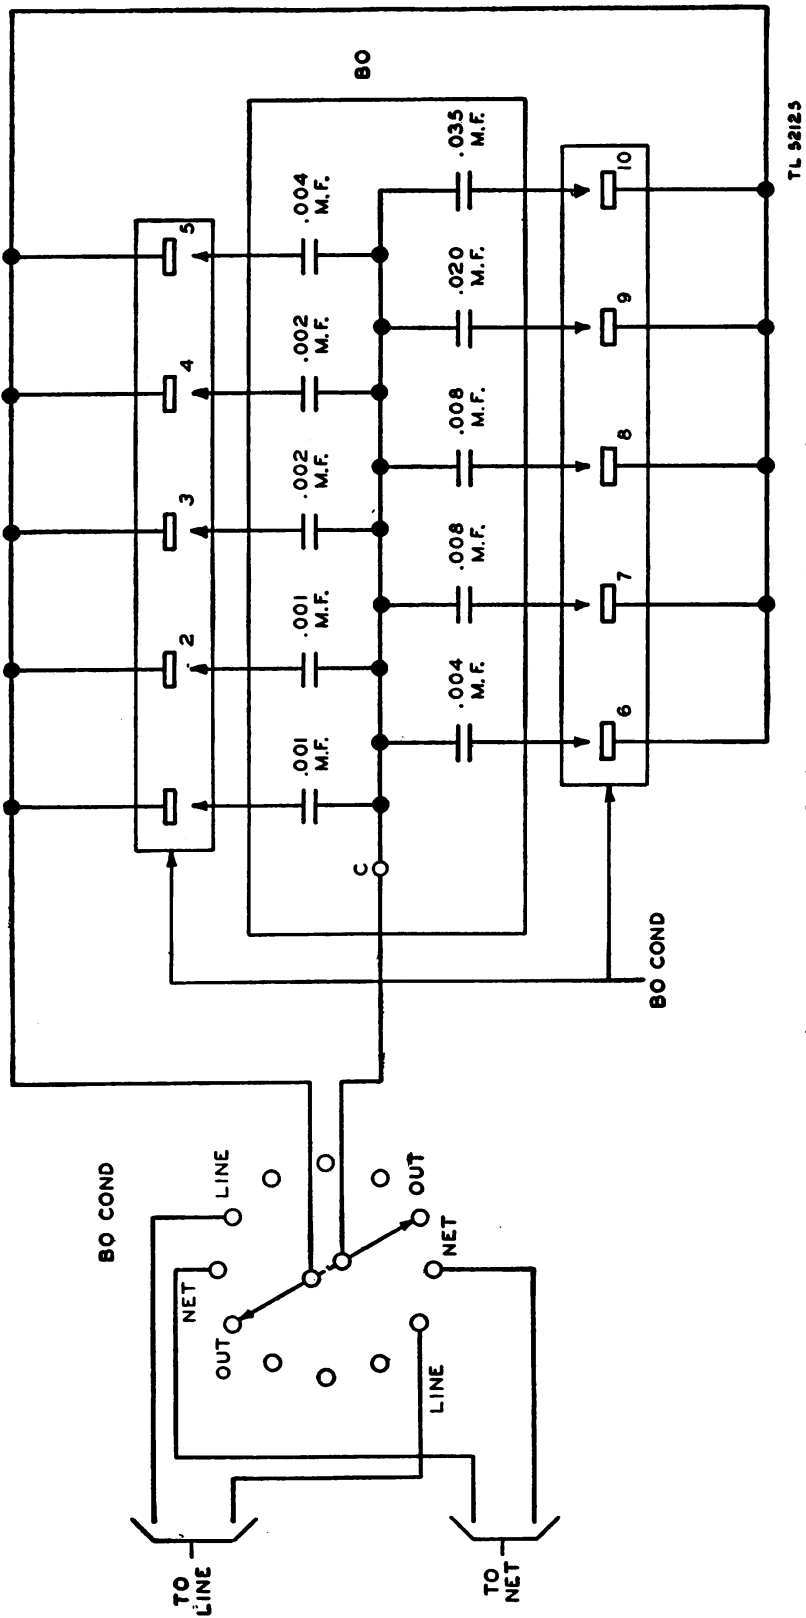 BO
.004
M.F.
.002
M.F.
.002
M.F.
.001
M.F.
.001
M.F.
.035
M.F.
.020
M.F.
.008
M.F.
.008
M.F.
.004
M.F.
5
4
3
2
10
9
8
7
6
C
BO COND
BO COND
LINE
NET
OUT
OUT
NET
LINE
TO
LINE
TO
NET
TL 52125